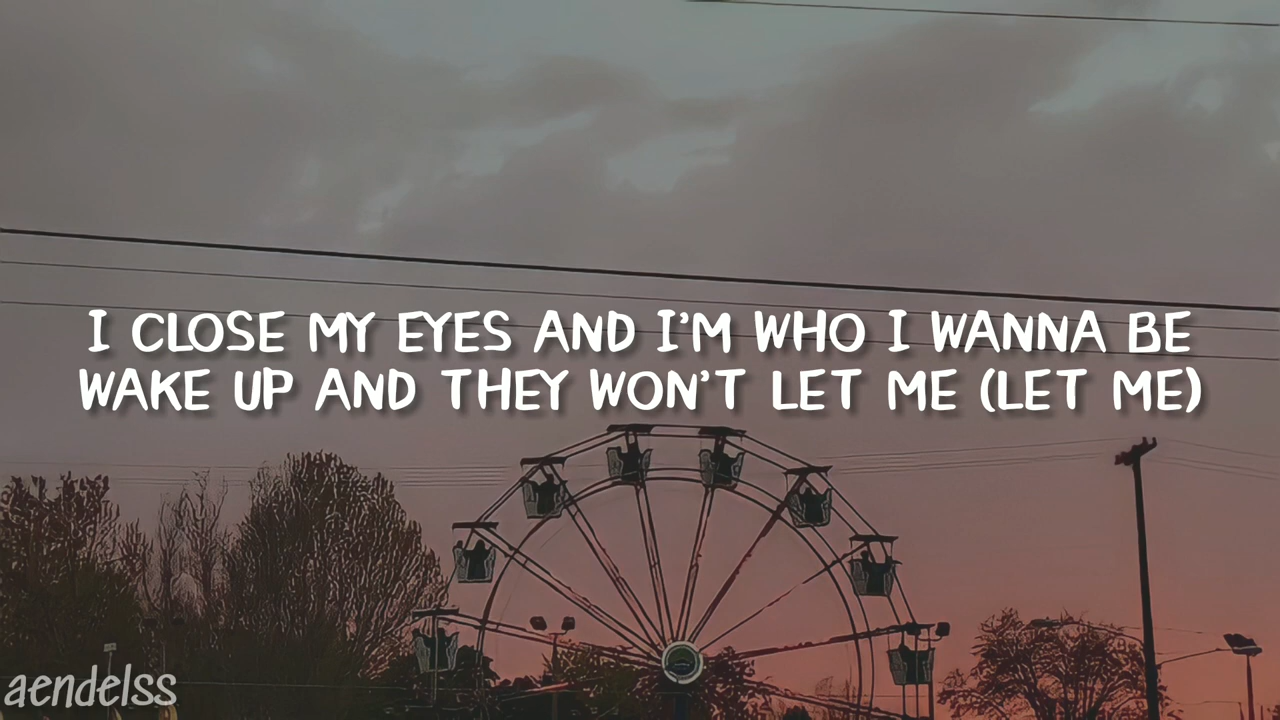 I CLOSE MY EYES AND I'M WHO I WANNA BE
WAKE UP AND THEY WON'T LET ME (LET ME)
aendelss